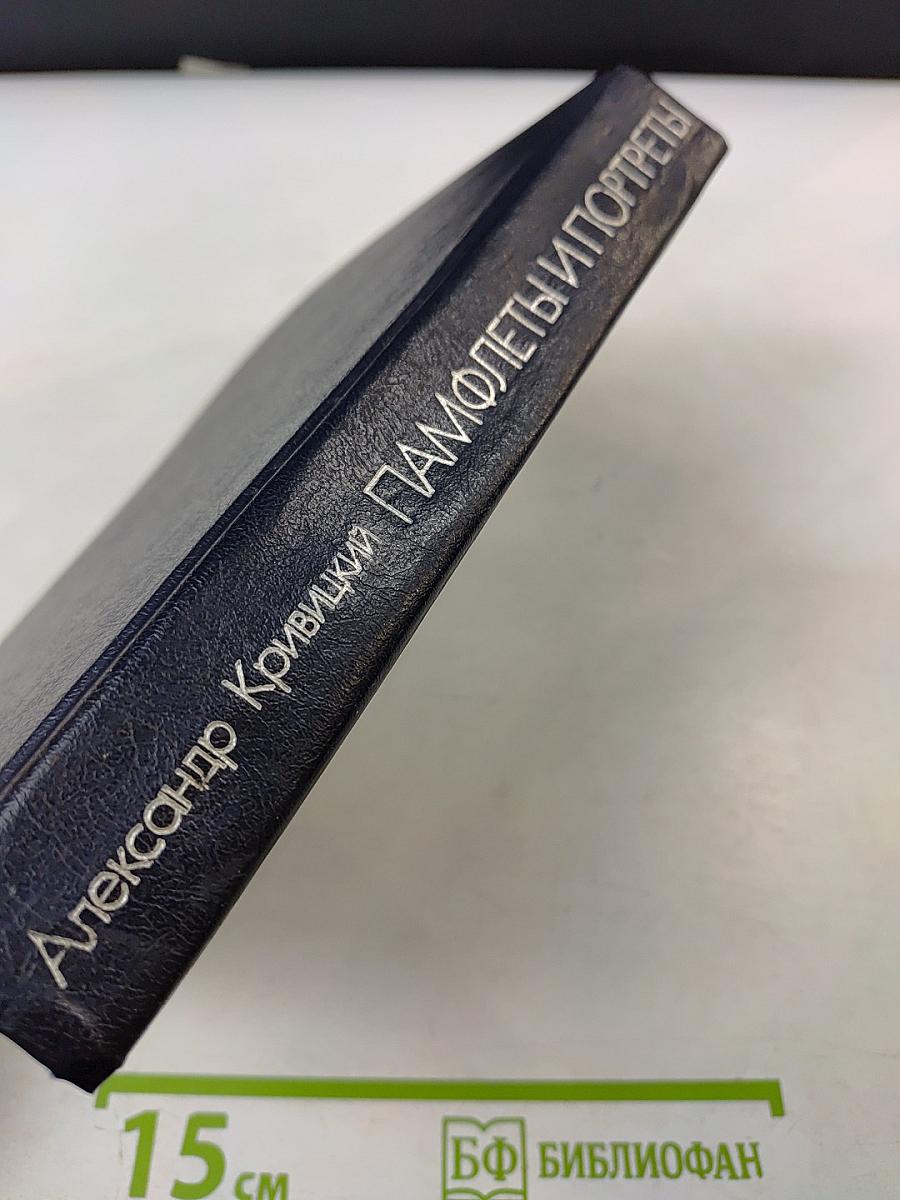 Александр Кривицкий ПАМФЛЕТЫ И ПОРТРЕТЫ
15 см
БФ БИБЛИОФАН